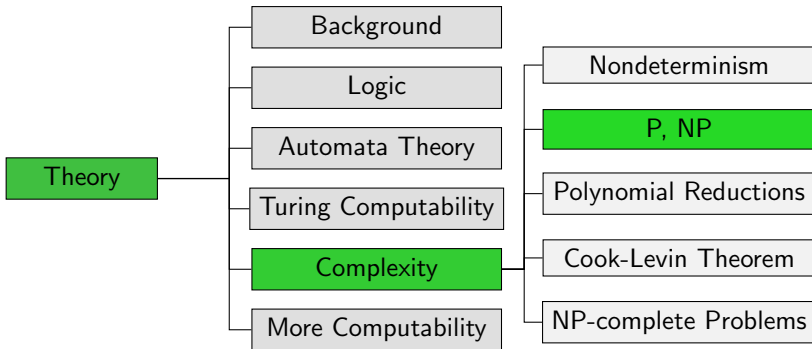 Theory
Background
Logic
Automata Theory
Turing Computability
Complexity
More Computability
Nondeterminism
P, NP
Polynomial Reductions
Cook-Levin Theorem
NP-complete Problems